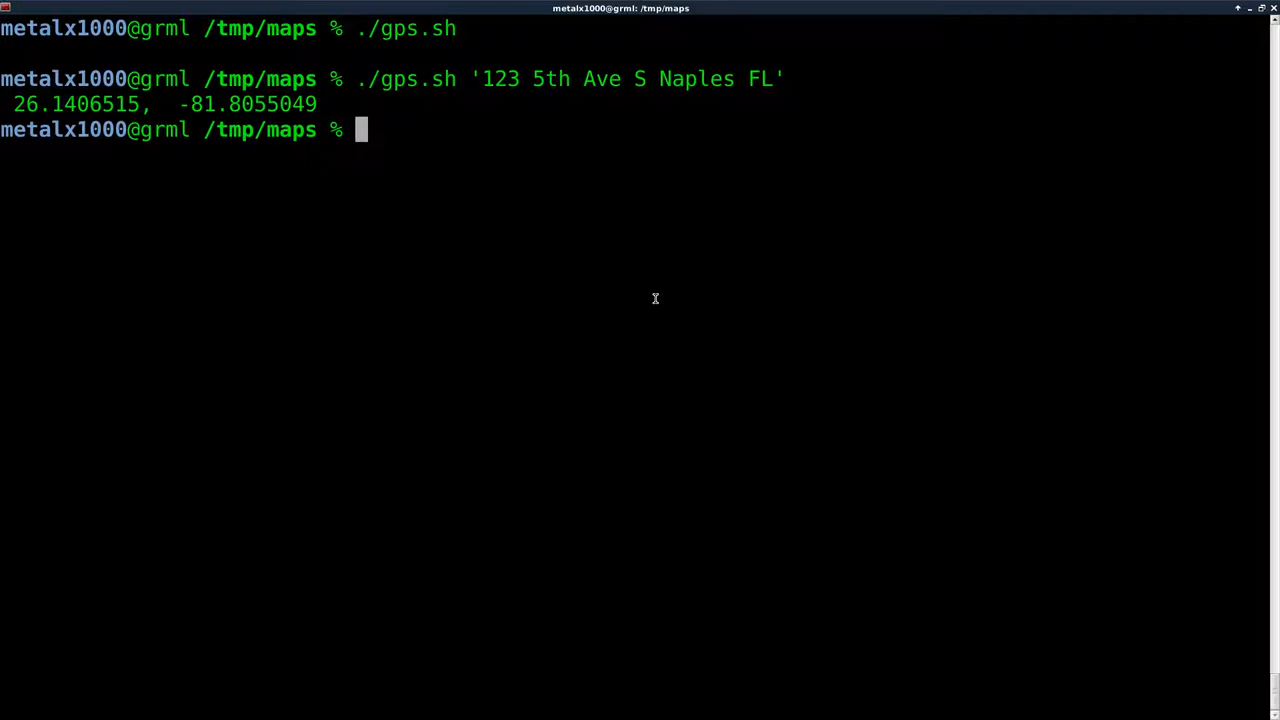 metalx1000@grml: /tmp/maps
metalx1000@grml /tmp/maps % ./gps.sh
metalx1000@grml /tmp/maps % ./gps.sh '123 5th Ave S Naples FL'
26.1406515,  -81.8055049
metalx1000@grml /tmp/maps %